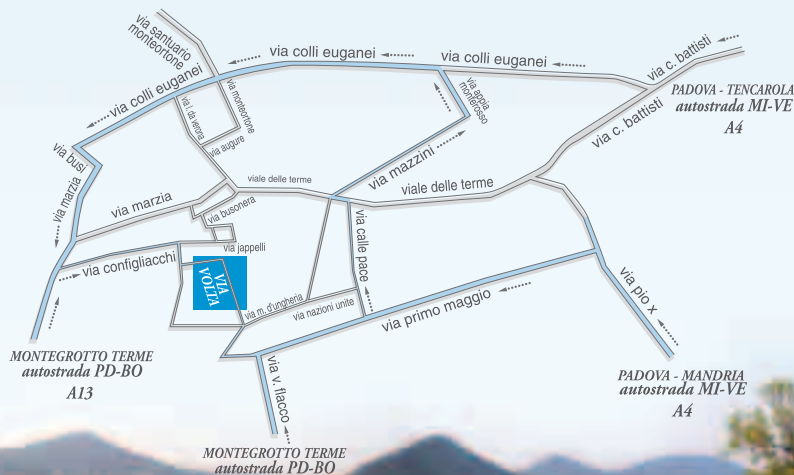 via santuario
monteortone
via colli euganei
via colli euganei
via c. battisti
via colli euganei
via appia
monterosso
PADOVA - TENCAROLA
autostrada MI-VE
A4
via l. da verona
via monteortone
via c. battisti
via augure
via busi
via mazzini
viale delle terme
viale delle terme
via marzia
via marzia
via busonera
via calle pace
via jappelli
via configliacchi
VIA
VOLTA
via m. d'ungheria
via nazioni unite
via primo maggio
via pio x
MONTEGROTTO TERME
autostrada PD-BO
A13
PADOVA - MANDRIA
autostrada MI-VE
A4
via v. flacco
MONTEGROTTO TERME
autostrada PD-BO